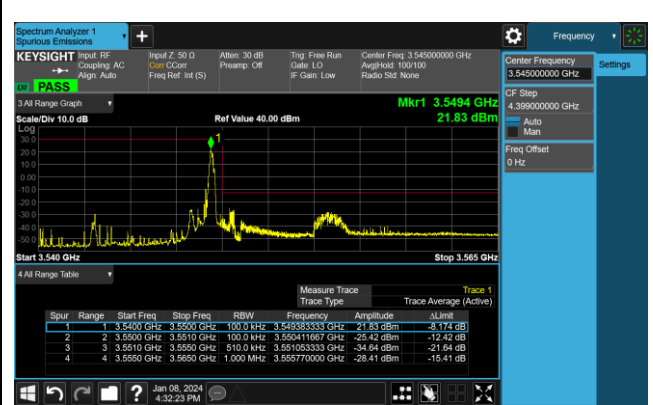 Spectrum Analyzer 1
Spurious Emissions
Frequency
KEYSIGHT
Input: RF
Coupling: AC
Align: Auto
Input Z: 50 Ω
Corr CCorr
Freq Ref: Int (S)
Atten: 30 dB
Preamp: Off
Trig: Free Run
Gate: LO
IF Gain: Low
Center Freq: 3.545000000 GHz
Avg|Hold: 100/100
Radio Std: None
PASS
Center Frequency
3.545000000 GHz
Settings
CF Step
4.399000000 GHz
Auto
Man
Freq Offset
0 Hz
3 All Range Graph
Mkr1 3.5494 GHz
Scale/Div 10.0 dB
Ref Value 40.00 dBm
21.83 dBm
Log
30.0
20.0
10.0
0.00
-10.0
-20.0
-30.0
-40.0
-50.0
1
Start 3.540 GHz
Stop 3.565 GHz
4 All Range Table
Measure Trace Trace 1
Trace Type Trace Average (Active)
Spur Range Start Freq Stop Freq RBW Frequency Amplitude ΔLimit
1 1 3.5400 GHz 3.5500 GHz 100.0 kHz 3.549383333 GHz 21.83 dBm -8.174 dB
2 2 3.5500 GHz 3.5510 GHz 100.0 kHz 3.550411667 GHz -25.42 dBm -12.42 dB
3 3 3.5510 GHz 3.5550 GHz 510.0 kHz 3.551053333 GHz -34.64 dBm -21.64 dB
4 4 3.5550 GHz 3.5650 GHz 1.000 MHz 3.555770000 GHz -28.41 dBm -15.41 dB
?
Jan 08, 2024
4:32:23 PM